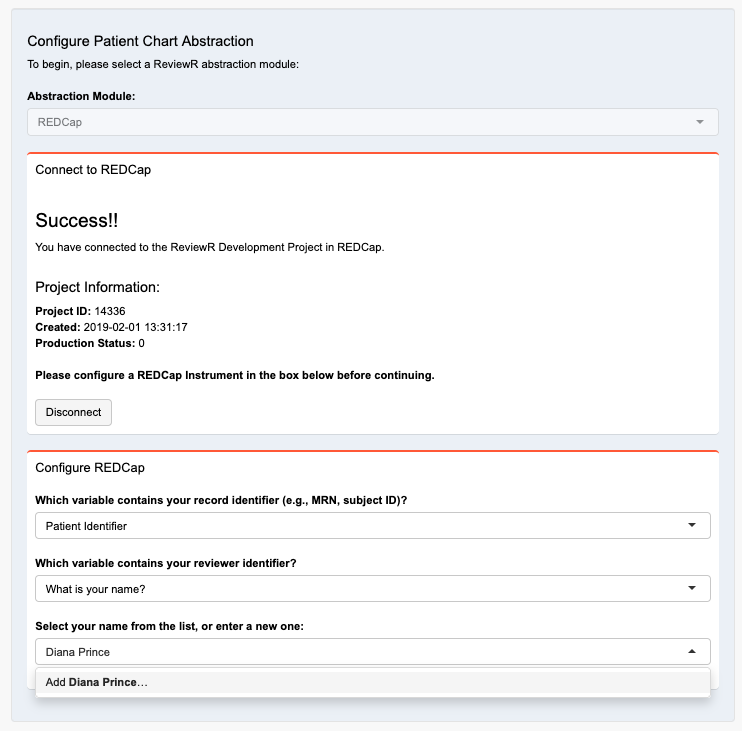 Configure Patient Chart Abstraction
To begin, please select a ReviewR abstraction module:
Abstraction Module:
REDCap
Connect to REDCap
Success!!
You have connected to the ReviewR Development Project in REDCap.
Project Information:
Project ID: 14336
Created: 2019-02-01 13:31:17
Production Status: 0
Please configure a REDCap Instrument in the box below before continuing.
Disconnect
Configure REDCap
Which variable contains your record identifier (e.g., MRN, subject ID)?
Patient Identifier
Which variable contains your reviewer identifier?
What is your name?
Select your name from the list, or enter a new one:
Diana Prince
Add Diana Prince…